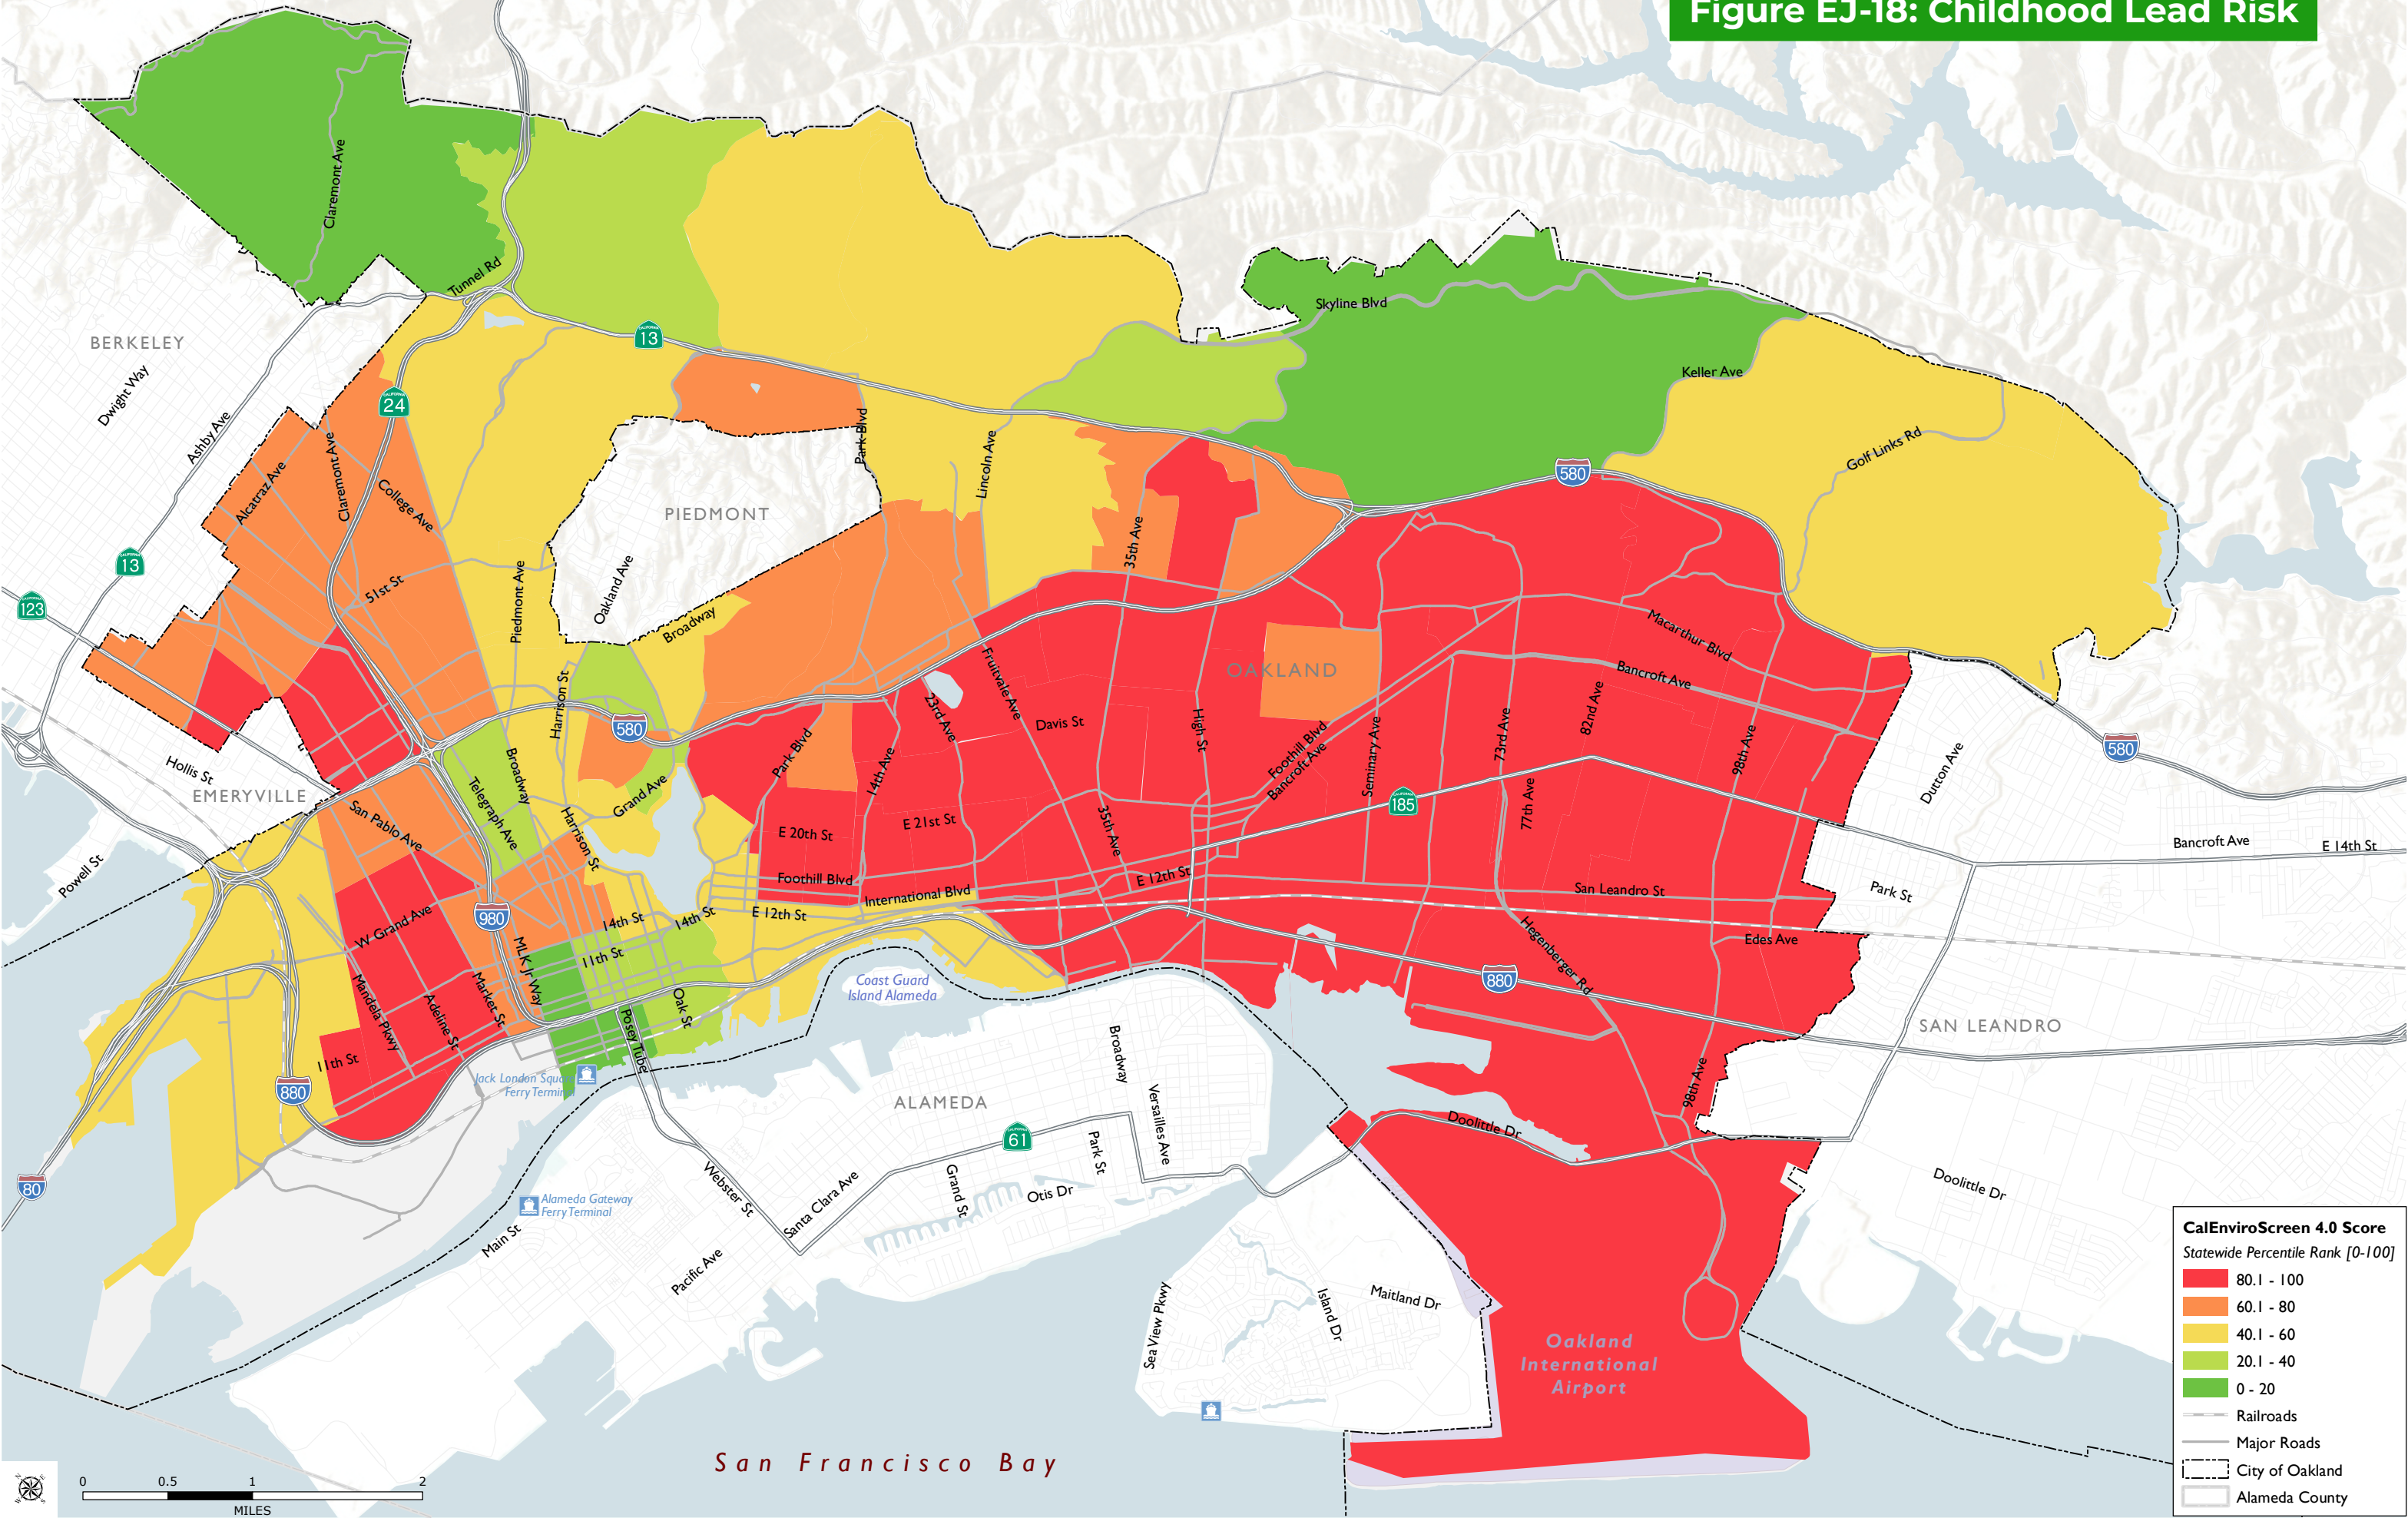 Figure EJ-18: Childhood Lead Risk
Claremont Ave
Tunnel Rd
13
Skyline Blvd
BERKELEY
Dwight Way
Keller Ave
24
Ashby Ave
Claremont Ave
Alcatraz Ave
College Ave
Park Blvd
Lincoln Ave
Golf Links Rd
580
PIEDMONT
35th Ave
13
123
51st St
Piedmont Ave
Oakland Ave
Broadway
Macarthur Blvd
OAKLAND
Fruitvale Ave
Bancroft Ave
Harrison St
580
23rd Ave
Davis St
High St
82nd Ave
73rd Ave
98th Ave
Seminary Ave
Foothill Blvd
Bancroft Ave
580
Hollis St
EMERYVILLE
Broadway
Telegraph Ave
Park Blvd
14th Ave
Dutton Ave
Grand Ave
San Pablo Ave
Harrison St
185
77th Ave
35th Ave
E 20th St
E 21st St
Bancroft Ave
E 14th St
Powell St
Foothill Blvd
International Blvd
E 12th St
San Leandro St
Park St
980
W Grand Ave
14th St
14th St
E 12th St
11th St
MLK Jr Way
Hegenberger Rd
Edes Ave
880
Coast Guard
Island Alameda
Mandela Pkwy
Adeline St
Market St
Oak St
Posey Tube
SAN LEANDRO
11th St
880
Jack London Square
Ferry Terminal
ALAMEDA
Broadway
Versailles Ave
98th Ave
Doolittle Dr
61
Park St
80
Webster St
Santa Clara Ave
Grand St
Otis Dr
Doolittle Dr
Alameda Gateway
Ferry Terminal
Main St
Pacific Ave
Sea View Pkwy
Island Dr
Maitland Dr
Oakland
International
Airport
San Francisco Bay
0 0.5 1 2
MILES
CalEnviroScreen 4.0 Score
Statewide Percentile Rank [0-100]
80.1 - 100
60.1 - 80
40.1 - 60
20.1 - 40
0 - 20
Railroads
Major Roads
City of Oakland
Alameda County